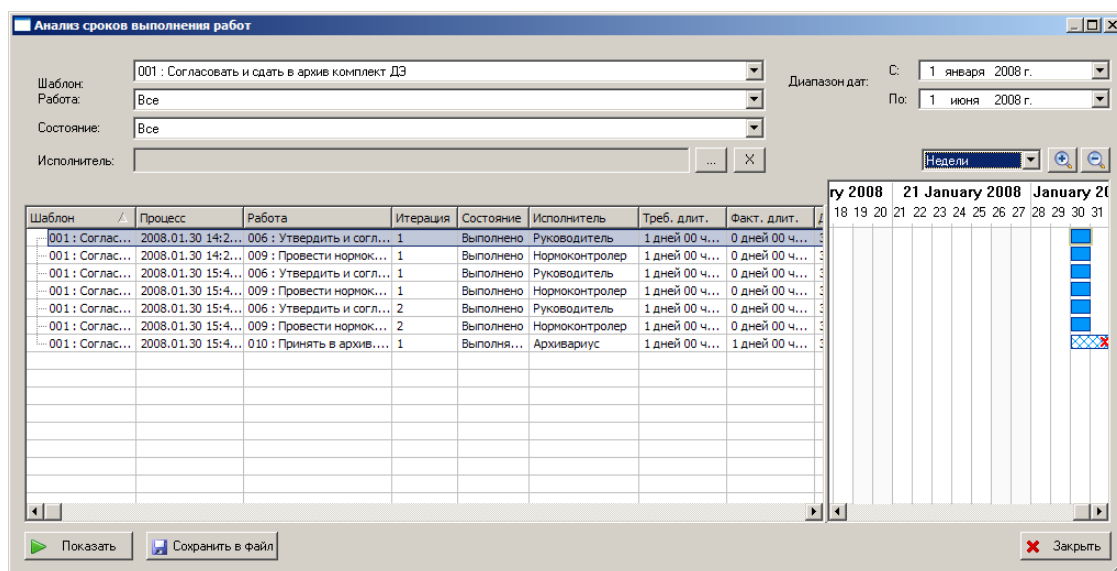 Анализ сроков выполнения работ
Шаблон: 001 : Согласовать и сдать в архив комплект ДЭ
Работа: Все
Состояние: Все
Исполнитель: ... X
Диапазон дат: С: 1 января 2008 г.
По: 1 июня 2008 г.
Недели
ry 2008 21 January 2008 January 20
18 19 20 21 22 23 24 25 26 27 28 29 30 31
Шаблон Процесс Работа Итерация Состояние Исполнитель Треб. длит. Факт. длит.
001 : Соглас... 2008.01.30 14:2... 006 : Утвердить и согл... 1 Выполнено Руководитель 1 дней 00 ч... 0 дней 00 ч...
001 : Соглас... 2008.01.30 14:2... 009 : Провести нормок... 1 Выполнено Нормоконтролер 1 дней 00 ч... 0 дней 00 ч...
001 : Соглас... 2008.01.30 15:4... 006 : Утвердить и согл... 1 Выполнено Руководитель 1 дней 00 ч... 0 дней 00 ч...
001 : Соглас... 2008.01.30 15:4... 009 : Провести нормок... 1 Выполнено Нормоконтролер 1 дней 00 ч... 0 дней 00 ч...
001 : Соглас... 2008.01.30 15:4... 006 : Утвердить и согл... 2 Выполнено Руководитель 1 дней 00 ч... 0 дней 00 ч...
001 : Соглас... 2008.01.30 15:4... 009 : Провести нормок... 2 Выполнено Нормоконтролер 1 дней 00 ч... 0 дней 00 ч...
001 : Соглас... 2008.01.30 15:4... 010 : Принять в архив.... 1 Выполня... Архивариус 1 дней 00 ч... 1 дней 00 ч...
Показать Сохранить в файл Закрыть